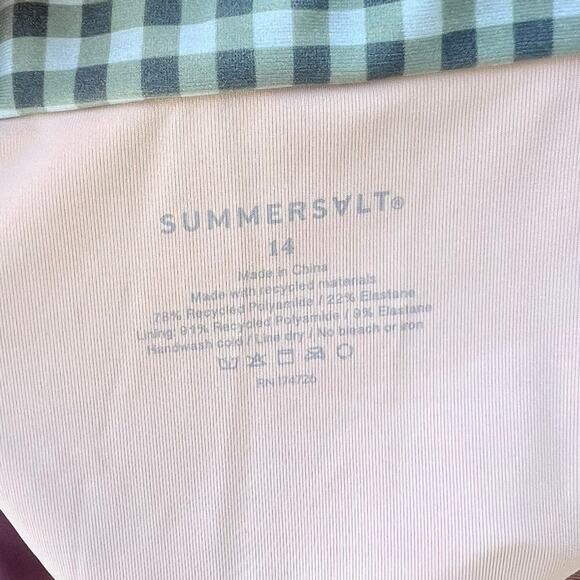 SUMMERSALT®
14
Made in China
Made with recycled materials
78% Recycled Polyamide / 22% Elastane
Lining: 91% Recycled Polyamide / 9% Elastane
Handwash cold / Line dry / No bleach or iron
RN 174726